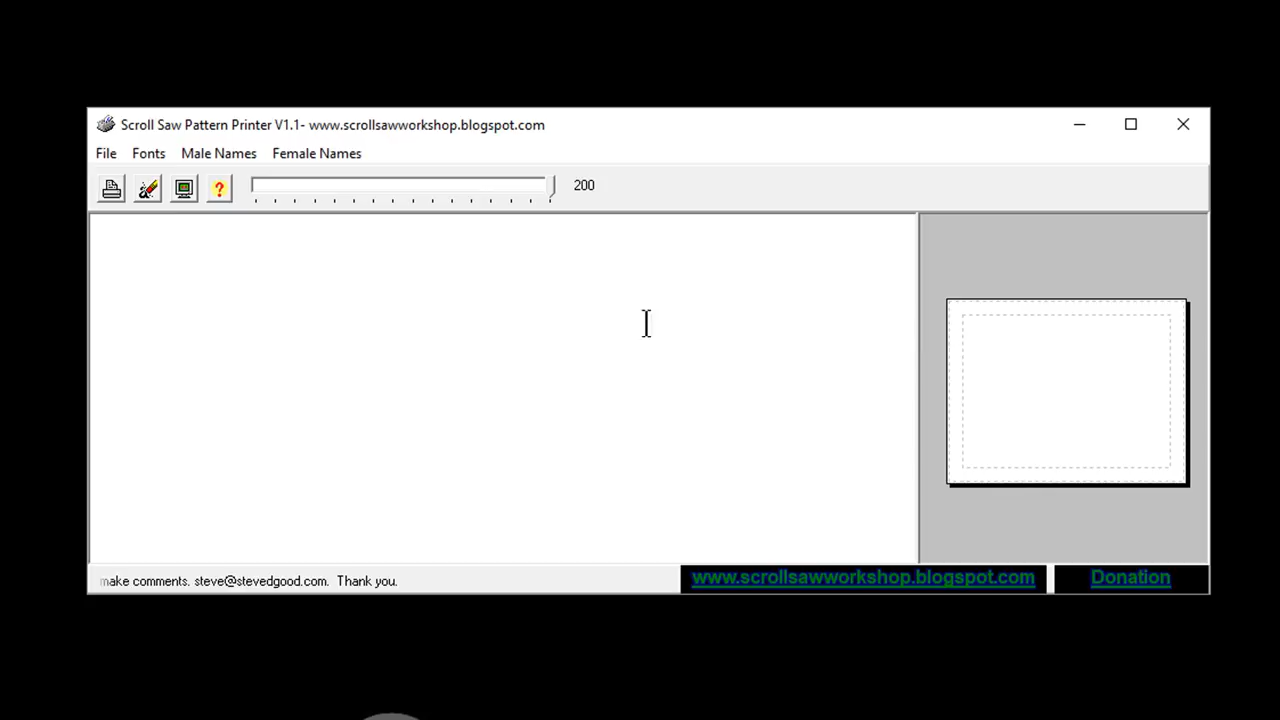 Scroll Saw Pattern Printer V1.1- www.scrollsawworkshop.blogspot.com
File Fonts Male Names Female Names
? 200
make comments. steve@stevedgood.com. Thank you. www.scrollsawworkshop.blogspot.com Donation